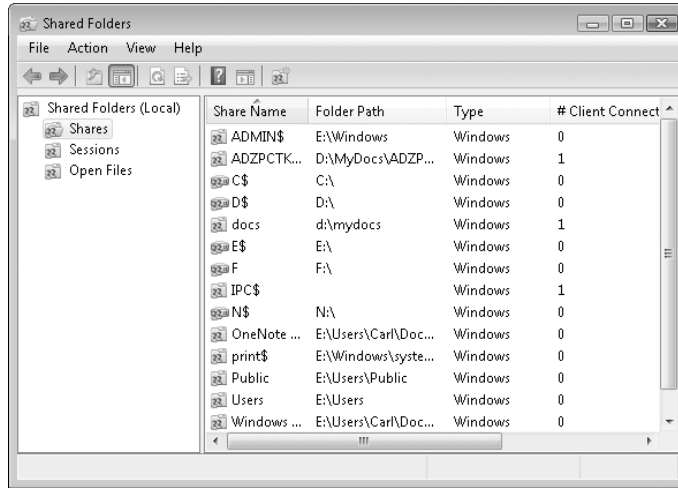 Shared Folders
File Action View Help
Shared Folders (Local)
Shares
Sessions
Open Files
Share Name Folder Path Type # Client Connect
ADMIN$ E:\Windows Windows 0
ADZPCTK... D:\MyDocs\ADZP... Windows 1
C$ C:\ Windows 0
D$ D:\ Windows 0
docs d:\mydocs Windows 1
E$ E:\ Windows 0
F F:\ Windows 0
IPC$ Windows 1
N$ N:\ Windows 0
OneNote ... E:\Users\Carl\Doc... Windows 0
print$ E:\Windows\syste... Windows 0
Public E:\Users\Public Windows 0
Users E:\Users Windows 0
Windows ... E:\Users\Carl\Doc... Windows 0